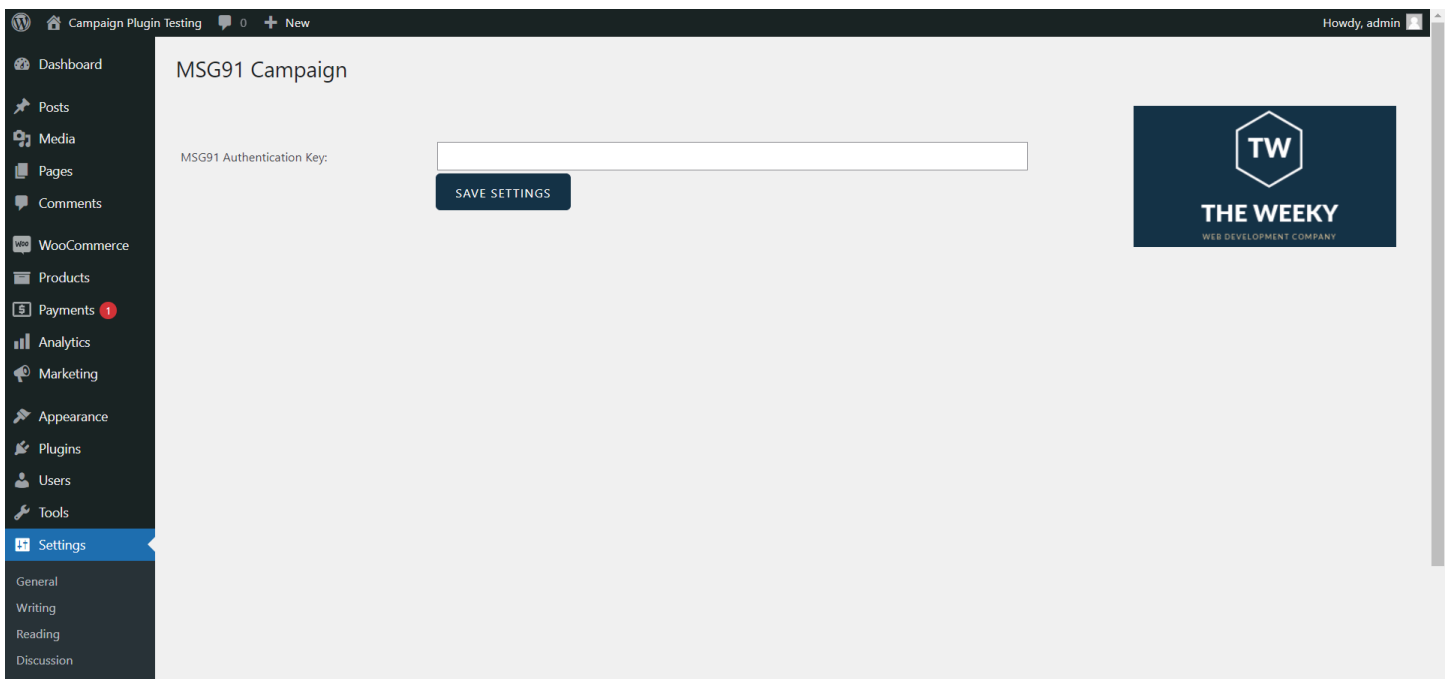 Campaign Plugin Testing 0 New Howdy, admin
Dashboard
Posts
Media
Pages
Comments
WooCommerce
Products
Payments 1
Analytics
Marketing
Appearance
Plugins
Users
Tools
Settings
General
Writing
Reading
Discussion
MSG91 Campaign
MSG91 Authentication Key:
SAVE SETTINGS
TW
THE WEEKY
WEB DEVELOPMENT COMPANY